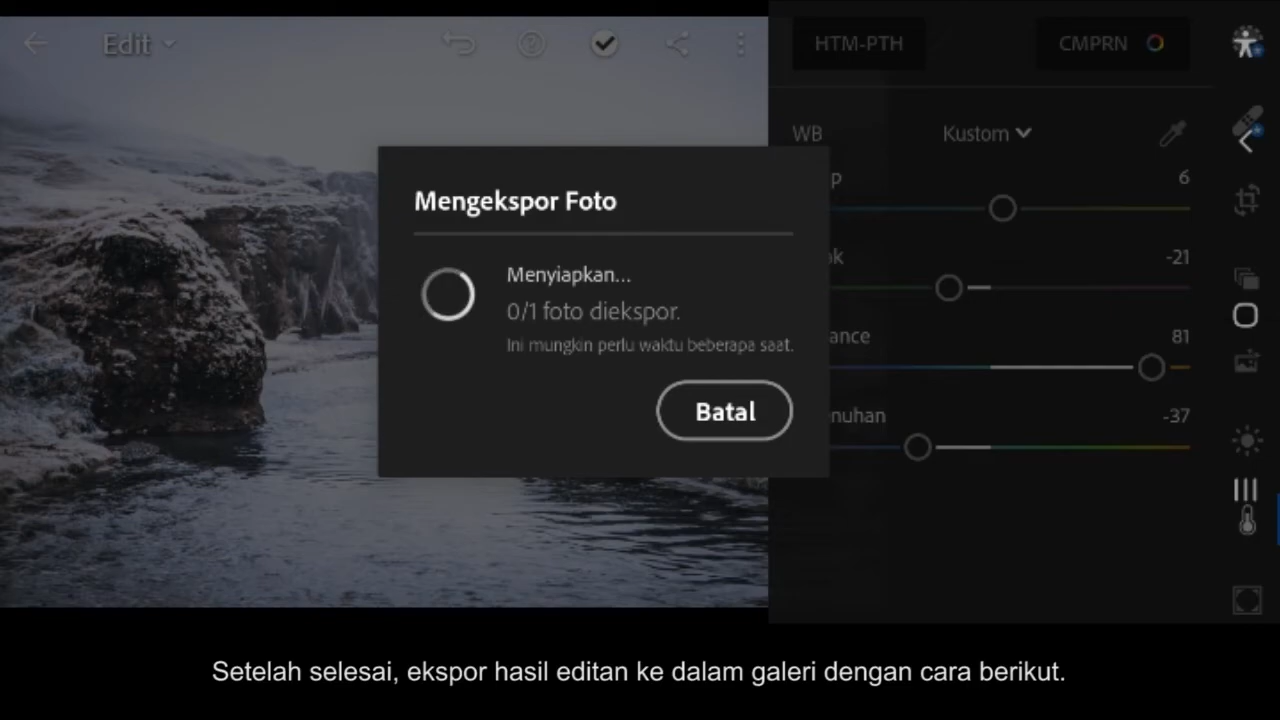 Edit
HTM-PTH
CMPRN
WB
Kustom
6
-21
81
-37
Mengekspor Foto
Menyiapkan...
0/1 foto diekspor.
Ini mungkin perlu waktu beberapa saat.
Batal
Setelah selesai, ekspor hasil editan ke dalam galeri dengan cara berikut.